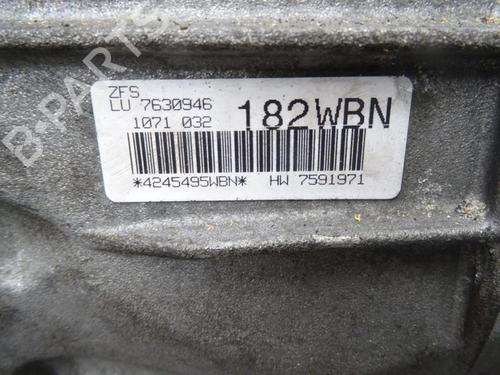 ZFS
LU 7630946
1071 032
182WBN
*4245495WBN* HW 7591971
B-PARTS